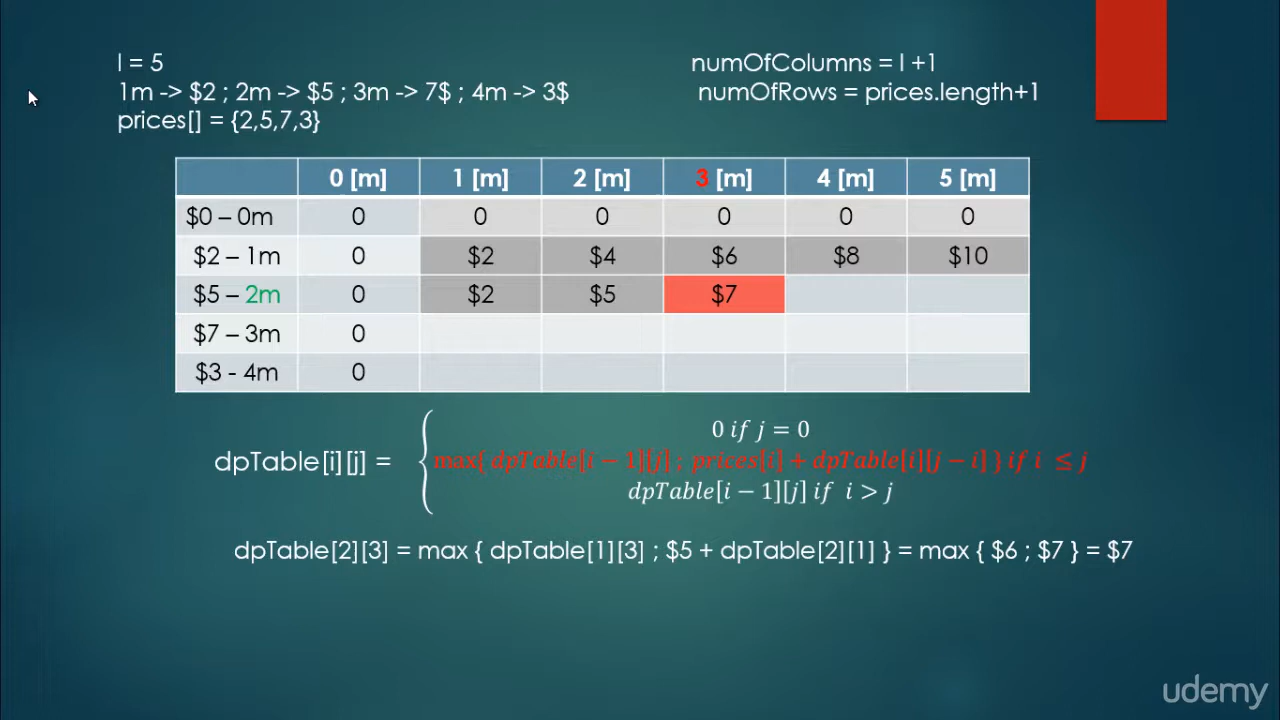 l = 5
numOfColumns = l +1
1m -> $2 ; 2m -> $5 ; 3m -> 7$ ; 4m -> 3$
numOfRows = prices.length+1
prices[] = {2,5,7,3}
0 [m] 1 [m] 2 [m] 3 [m] 4 [m] 5 [m]
$0 – 0m 0 0 0 0 0 0
$2 – 1m 0 $2 $4 $6 $8 $10
$5 – 2m 0 $2 $5 $7
$7 – 3m 0
$3 - 4m 0
0 if j = 0
dpTable[i][j] = max{ dpTable[i − 1][j] ; prices[i] + dpTable[i][j − i] } if i ≤ j
dpTable[i − 1][j] if i > j
dpTable[2][3] = max { dpTable[1][3] ; $5 + dpTable[2][1] } = max { $6 ; $7 } = $7
udemy